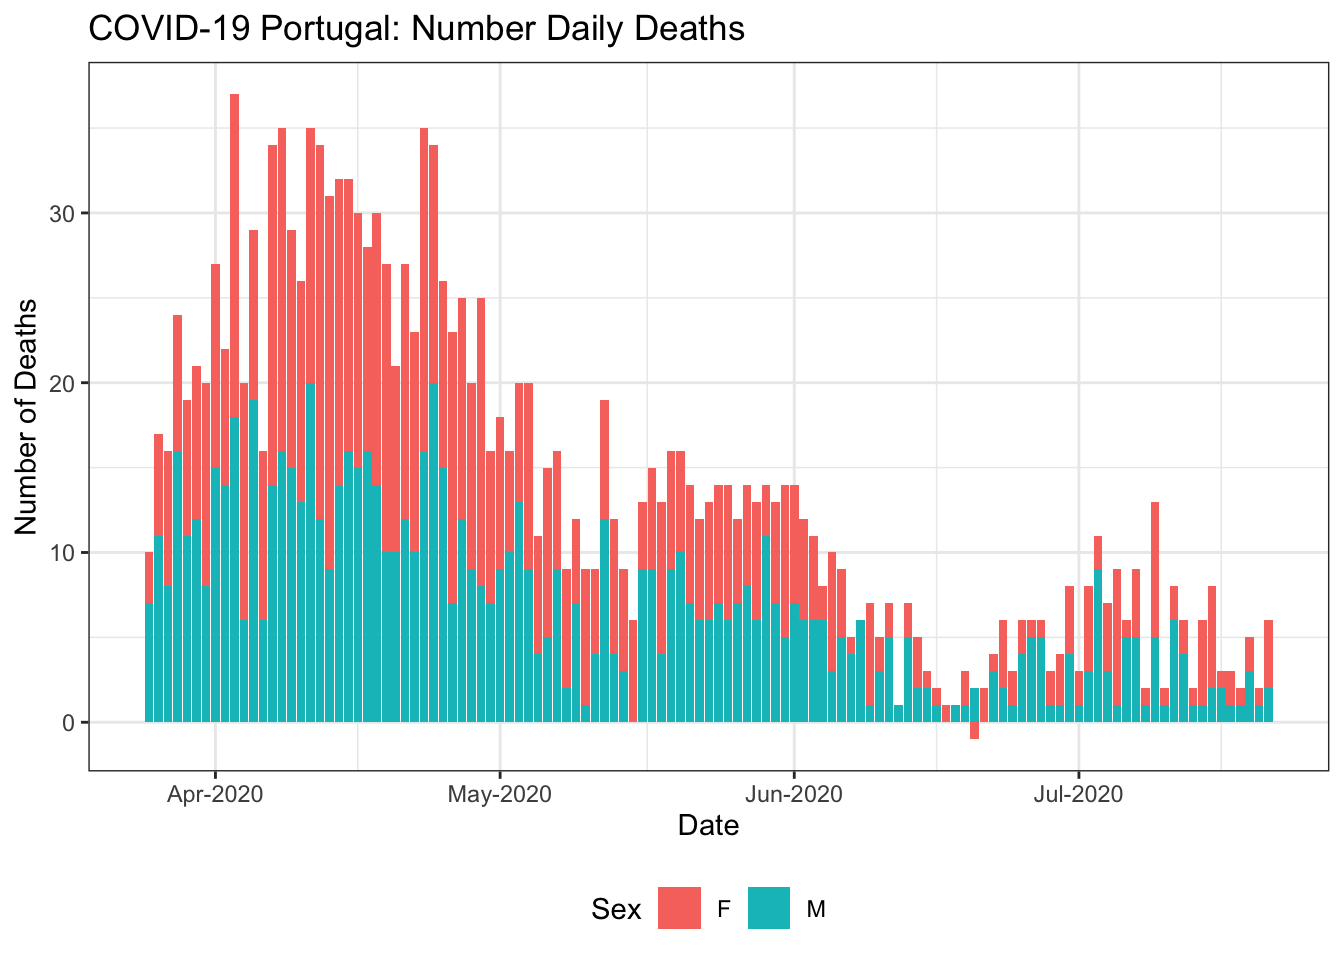 COVID-19 Portugal: Number Daily Deaths
Number of Deaths
30
20
10
0
Apr-2020 May-2020 Jun-2020 Jul-2020
Date
Sex F M